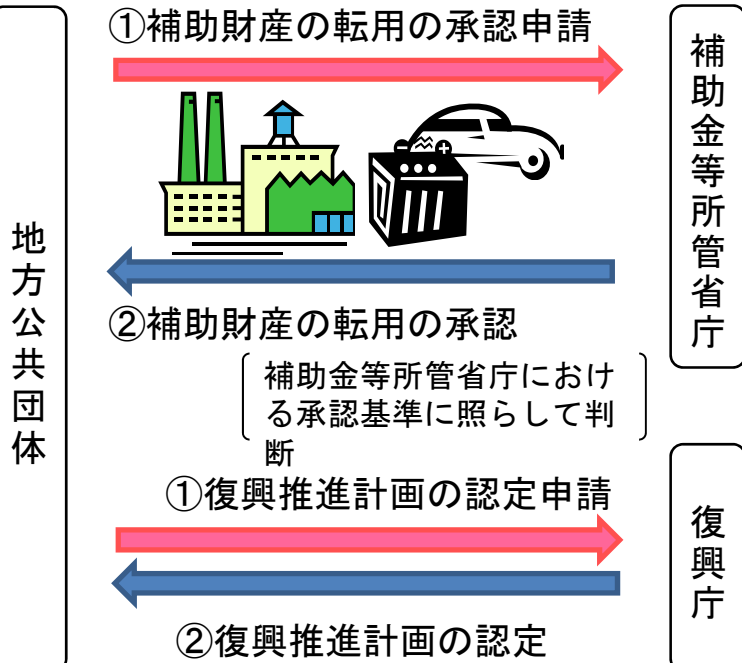 ①補助財産の転用の承認申請
地方公共団体
補助金等所管省庁
②補助財産の転用の承認
補助金等所管省庁におけ
る承認基準に照らして判
断
①復興推進計画の認定申請
復興庁
②復興推進計画の認定